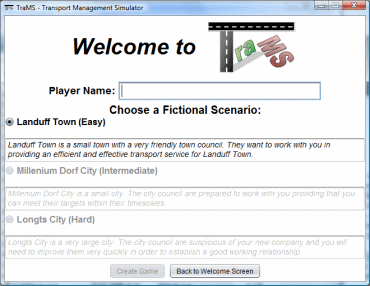 TraMS - Transport Management Simulator
Welcome to TraMS
Player Name:
Choose a Fictional Scenario:
Landuff Town (Easy)
Landuff Town is a small town with a very friendly town council. They want to work with you in
providing an efficient and effective transport service for Landuff Town.
Millenium Dorf City (Intermediate)
Millenium Dorf City is a small city. The city council are prepared to work with you providing that you
can meet their targets within their timescales.
Longts City (Hard)
Longts City is a very large city. The city council are suspicious of your new company and you will
need to improve them very quickly in order to establish a good working relationship.
Create Game
Back to Welcome Screen